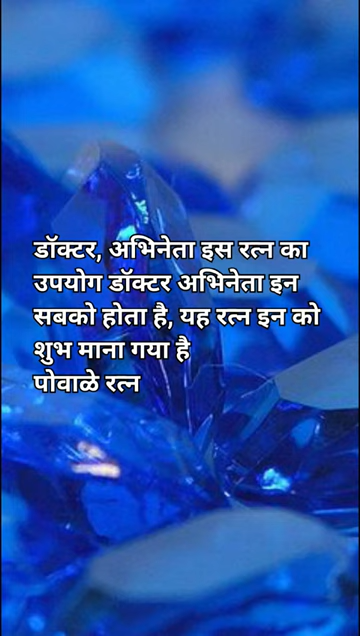 डॉक्टर, अभिनेता इस रत्न का
उपयोग डॉक्टर अभिनेता इन
सबको होता है, यह रत्न इन को
शुभ माना गया है
पोवाळे रत्न